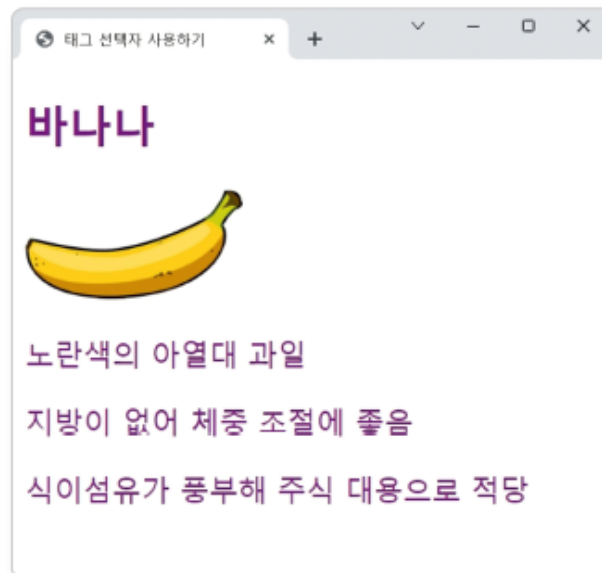 태그 선택자 사용하기
바나나
노란색의 아열대 과일
지방이 없어 체중 조절에 좋음
식이섬유가 풍부해 주식 대용으로 적당